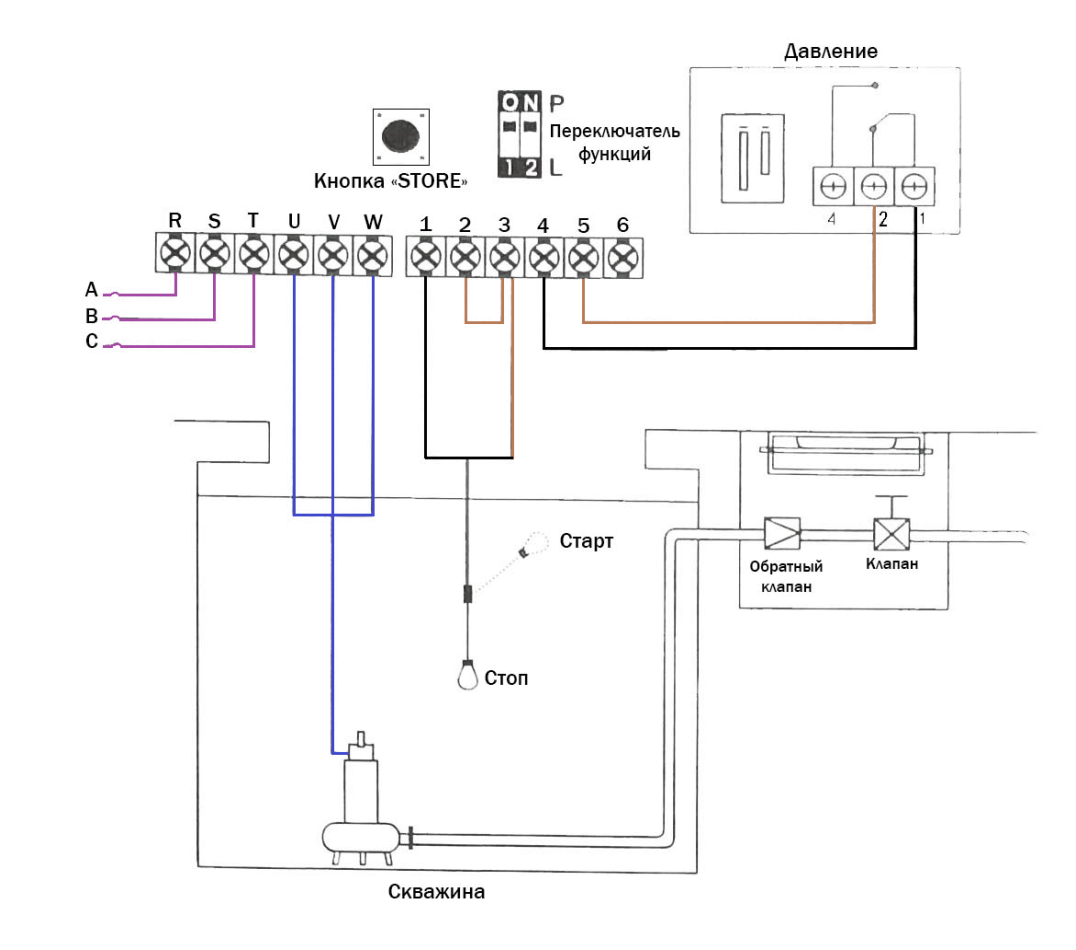 Давление
ON P
Переключатель
функций
1 2 L
Кнопка «STORE»
4 2 1
R S T U V W 1 2 3 4 5 6
A
B
C
Старт
Обратный
клапан
Клапан
Стоп
Скважина